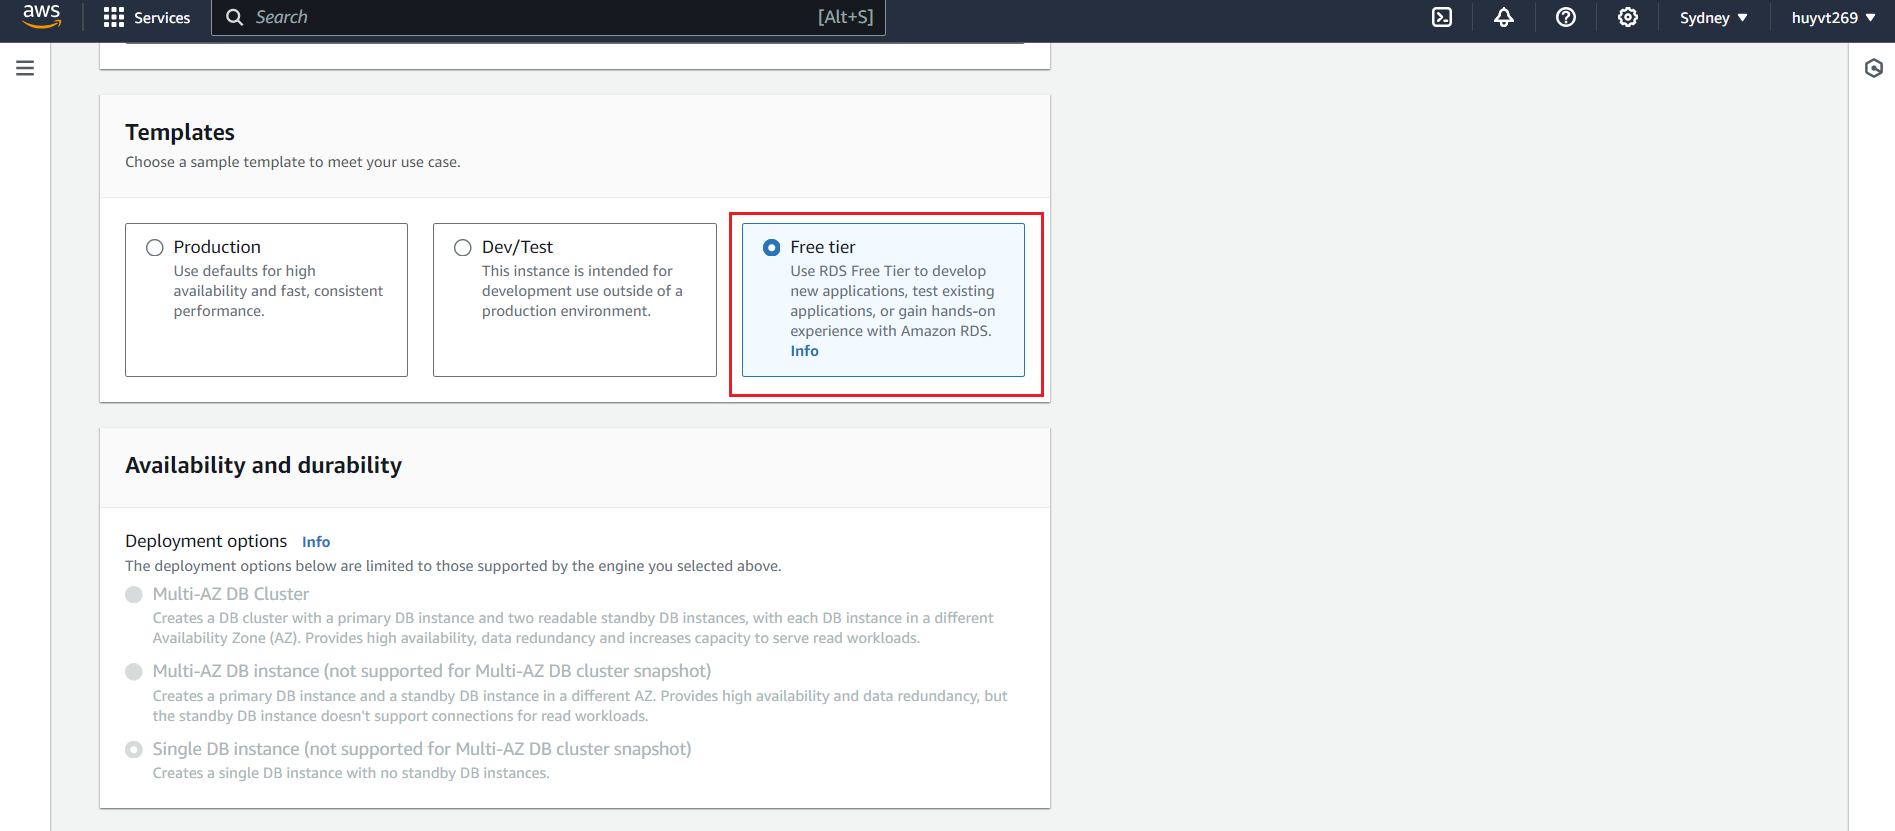 aws Services Search [Alt+S] Sydney huyvt269
Templates
Choose a sample template to meet your use case.
Production
Use defaults for high
availability and fast, consistent
performance.
Dev/Test
This instance is intended for
development use outside of a
production environment.
Free tier
Use RDS Free Tier to develop
new applications, test existing
applications, or gain hands-on
experience with Amazon RDS.
Info
Availability and durability
Deployment options Info
The deployment options below are limited to those supported by the engine you selected above.
Multi-AZ DB Cluster
Creates a DB cluster with a primary DB instance and two readable standby DB instances, with each DB instance in a different
Availability Zone (AZ). Provides high availability, data redundancy and increases capacity to serve read workloads.
Multi-AZ DB instance (not supported for Multi-AZ DB cluster snapshot)
Creates a primary DB instance and a standby DB instance in a different AZ. Provides high availability and data redundancy, but
the standby DB instance doesn't support connections for read workloads.
Single DB instance (not supported for Multi-AZ DB cluster snapshot)
Creates a single DB instance with no standby DB instances.